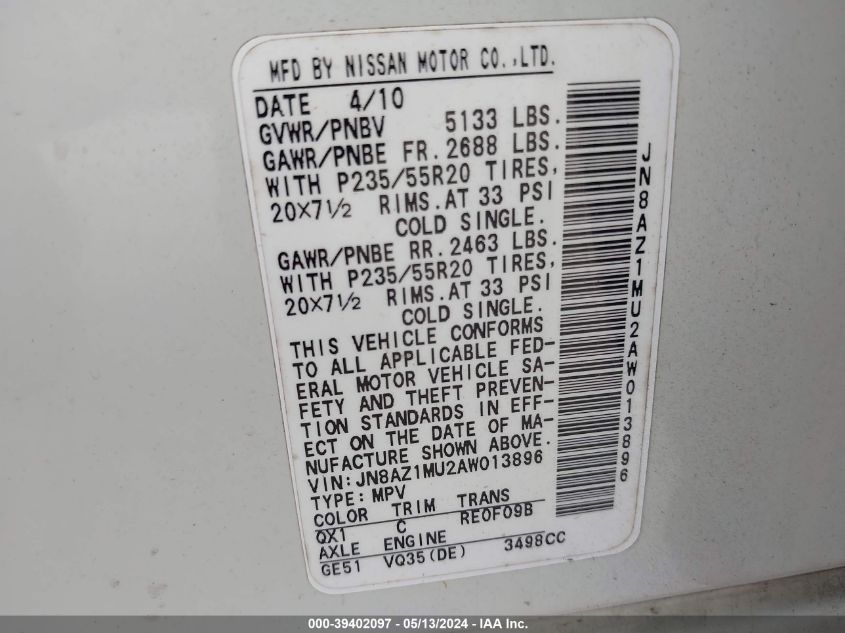 MFD BY NISSAN MOTOR CO.,LTD.
DATE 4/10
GVWR/PNBV 5133 LBS.
GAWR/PNBE FR. 2688 LBS.
WITH P235/55R20 TIRES,
20X7½ RIMS. AT 33 PSI
COLD SINGLE.
GAWR/PNBE RR. 2463 LBS.
WITH P235/55R20 TIRES,
20X7½ RIMS. AT 33 PSI
COLD SINGLE.
THIS VEHICLE CONFORMS
TO ALL APPLICABLE FED-
ERAL MOTOR VEHICLE SA-
FETY AND THEFT PREVEN-
TION STANDARDS IN EFF-
ECT ON THE DATE OF MA-
NUFACTURE SHOWN ABOVE.
VIN:JN8AZ1MU2AW013896
TYPE:MPV
COLOR TRIM TRANS
QX1 C RE0F09B
AXLE ENGINE
GE51 VQ35(DE) 3498CC
JN8AZ1MU2AW013896
000-39402097 - 05/13/2024 - IAA Inc.